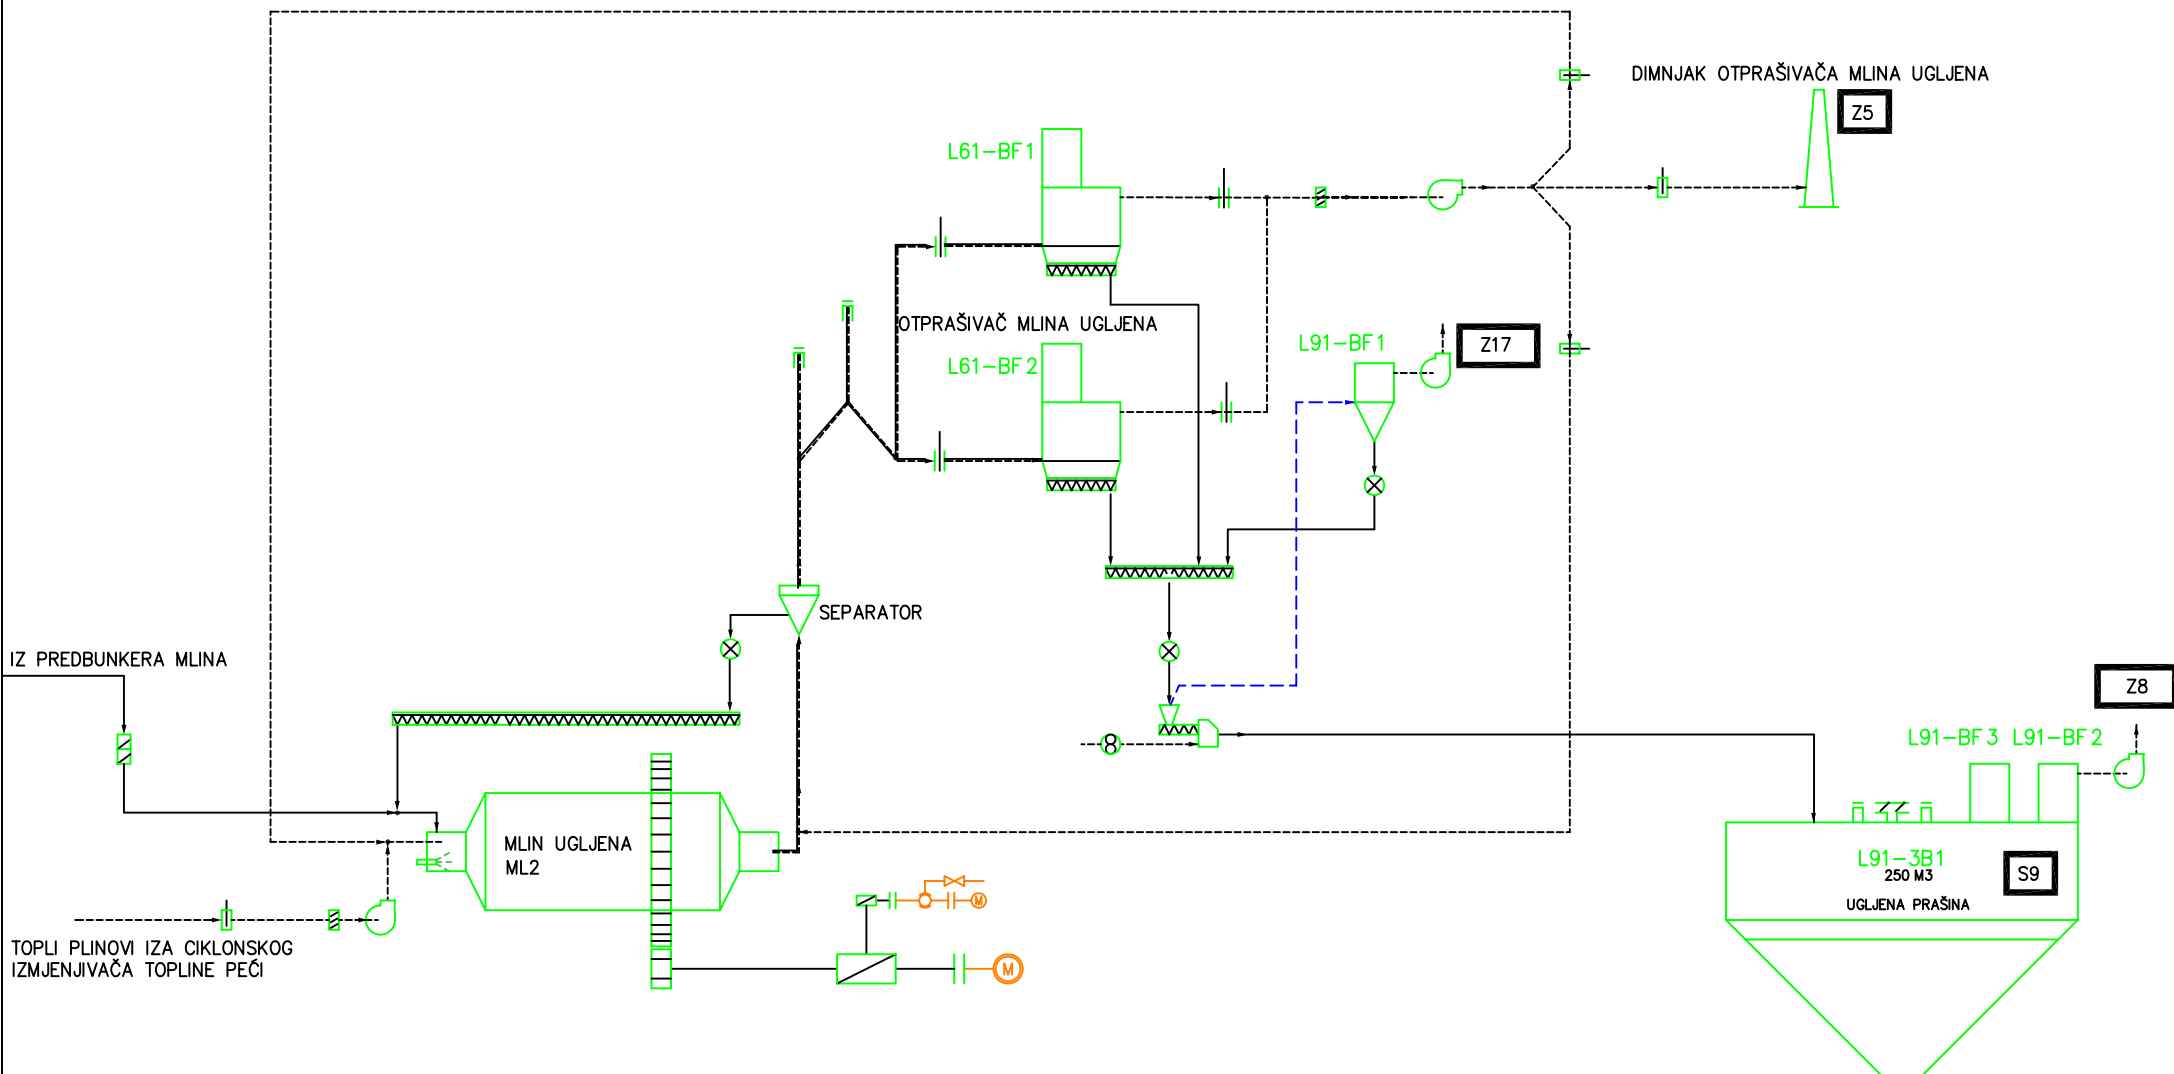 DIMNJAK OTPRAŠIVAČA MLINA UGLJENA
Z5
L61-BF1
OTPRAŠIVAČ MLINA UGLJENA
L61-BF2
L91-BF1
Z17
SEPARATOR
IZ PREDBUNKERA MLINA
Z8
L91-BF3 L91-BF2
MLIN UGLJENA
ML2
L91-3B1
250 M3
S9
UGLJENA PRAŠINA
M
M
TOPLI PLINOVI IZA CIKLONSKOG
IZMJENJIVAČA TOPLINE PEĆI